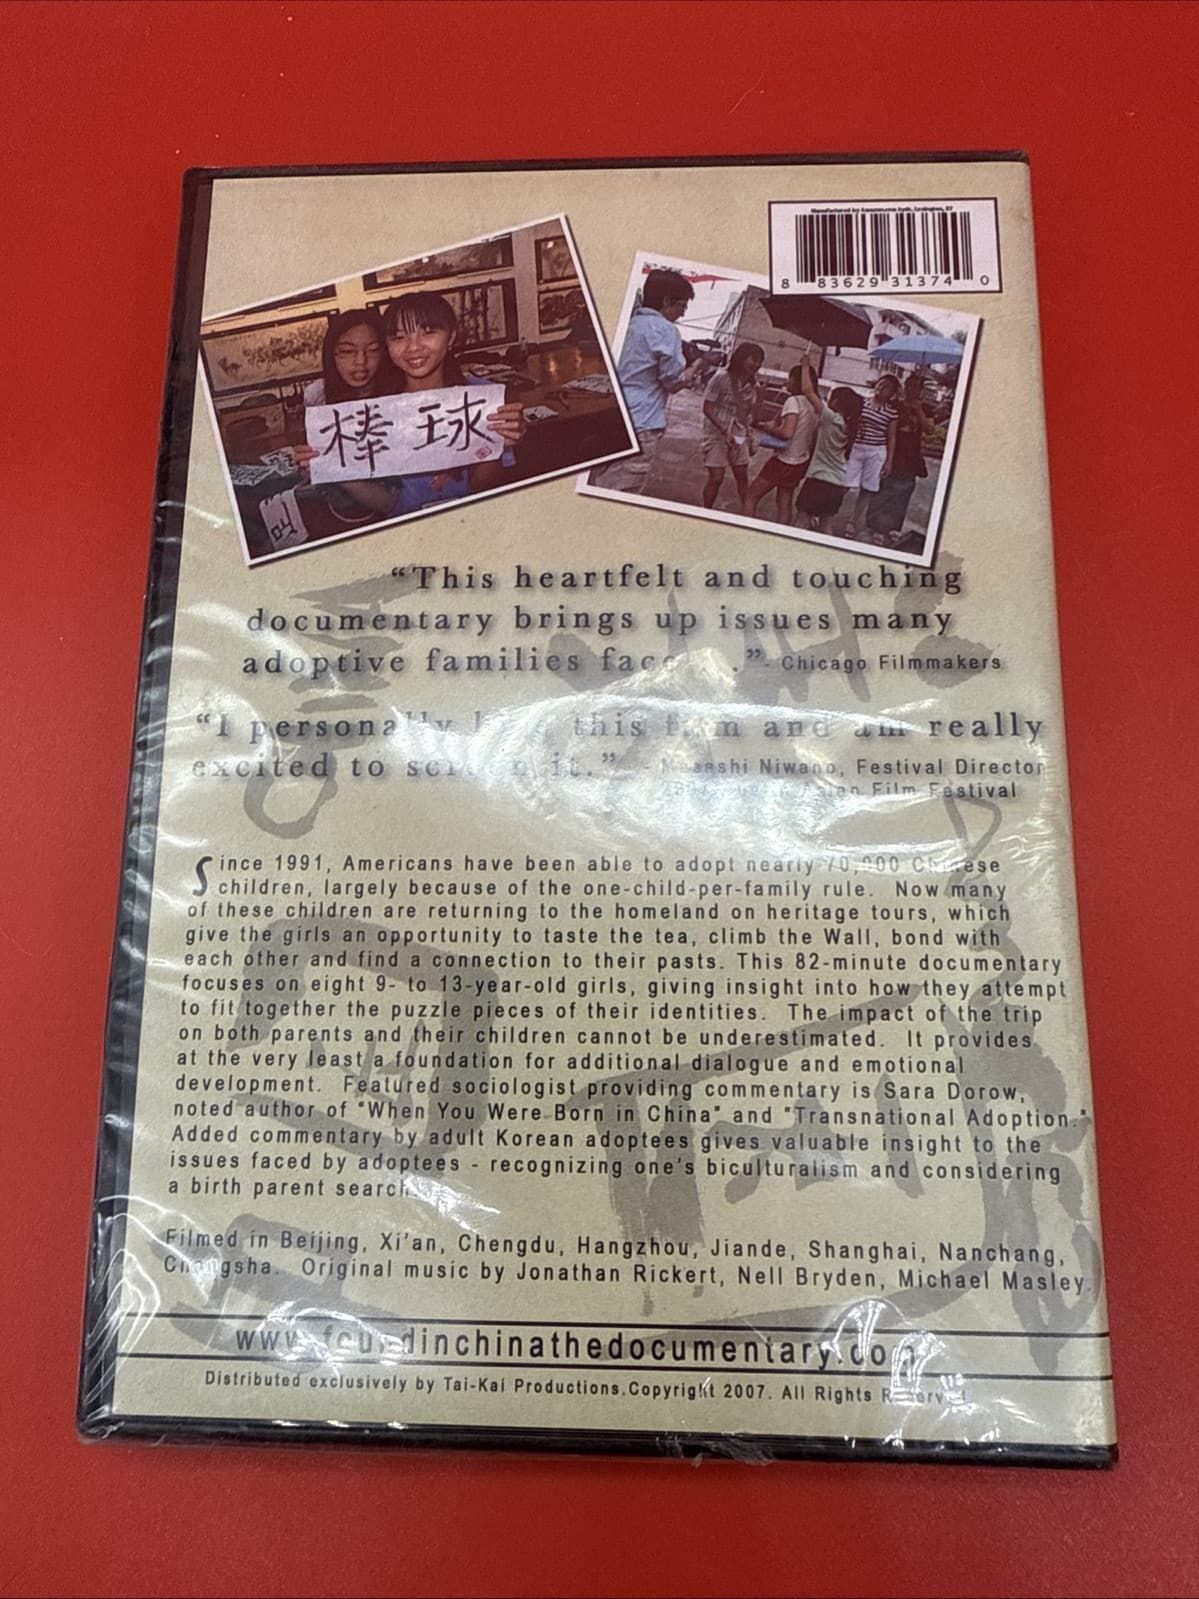 8 83629 31374 0
棒球
04
“This heartfelt and touching
documentary brings up issues many
adoptive families face .”- Chicago Filmmakers
“I personally this and am really
excited to it.” - Masashi Niwano, Festival Director
Asian Film Festival
Since 1991, Americans have been able to adopt nearly 70,000 Chinese
children, largely because of the one-child-per-family rule. Now many
of these children are returning to the homeland on heritage tours, which
give the girls an opportunity to taste the tea, climb the Wall, bond with
each other and find a connection to their pasts. This 82-minute documentary
focuses on eight 9- to 13-year-old girls, giving insight into how they attempt
to fit together the puzzle pieces of their identities. The impact of the trip
on both parents and their children cannot be underestimated. It provides
at the very least a foundation for additional dialogue and emotional
development. Featured sociologist providing commentary is Sara Dorow,
noted author of "When You Were Born in China" and "Transnational Adoption."
Added commentary by adult Korean adoptees gives valuable insight to the
issues faced by adoptees - recognizing one's biculturalism and considering
a birth parent search.
Filmed in Beijing, Xi'an, Chengdu, Hangzhou, Jiande, Shanghai, Nanchang,
Changsha. Original music by Jonathan Rickert, Nell Bryden, Michael Masley.
www.foundinchinathedocumentary.com
Distributed exclusively by Tai-Kai Productions.Copyright 2007. All Rights Reserved